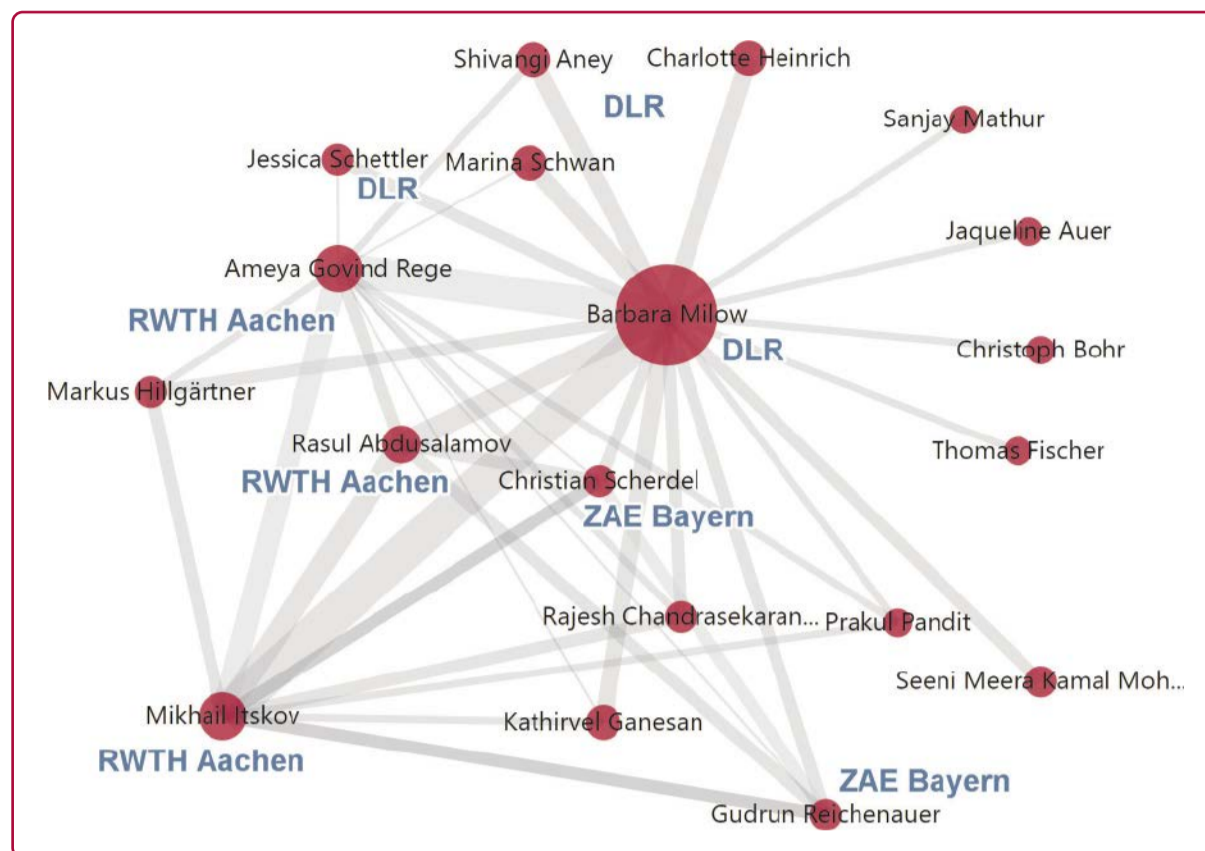 Shivangi Aney
Charlotte Heinrich
DLR
Sanjay Mathur
Jessica Schettler
Marina Schwan
DLR
Jaqueline Auer
Ameya Govind Rege
RWTH Aachen
Barbara Milow
DLR
Christoph Bohr
Markus Hillgärtner
Rasul Abdusalamov
RWTH Aachen
Thomas Fischer
Christian Scherdel
ZAE Bayern
Rajesh Chandrasekaran...
Prakul Pandit
Seeni Meera Kamal Moh...
Mikhail Itskov
RWTH Aachen
Kathirvel Ganesan
ZAE Bayern
Gudrun Reichenauer